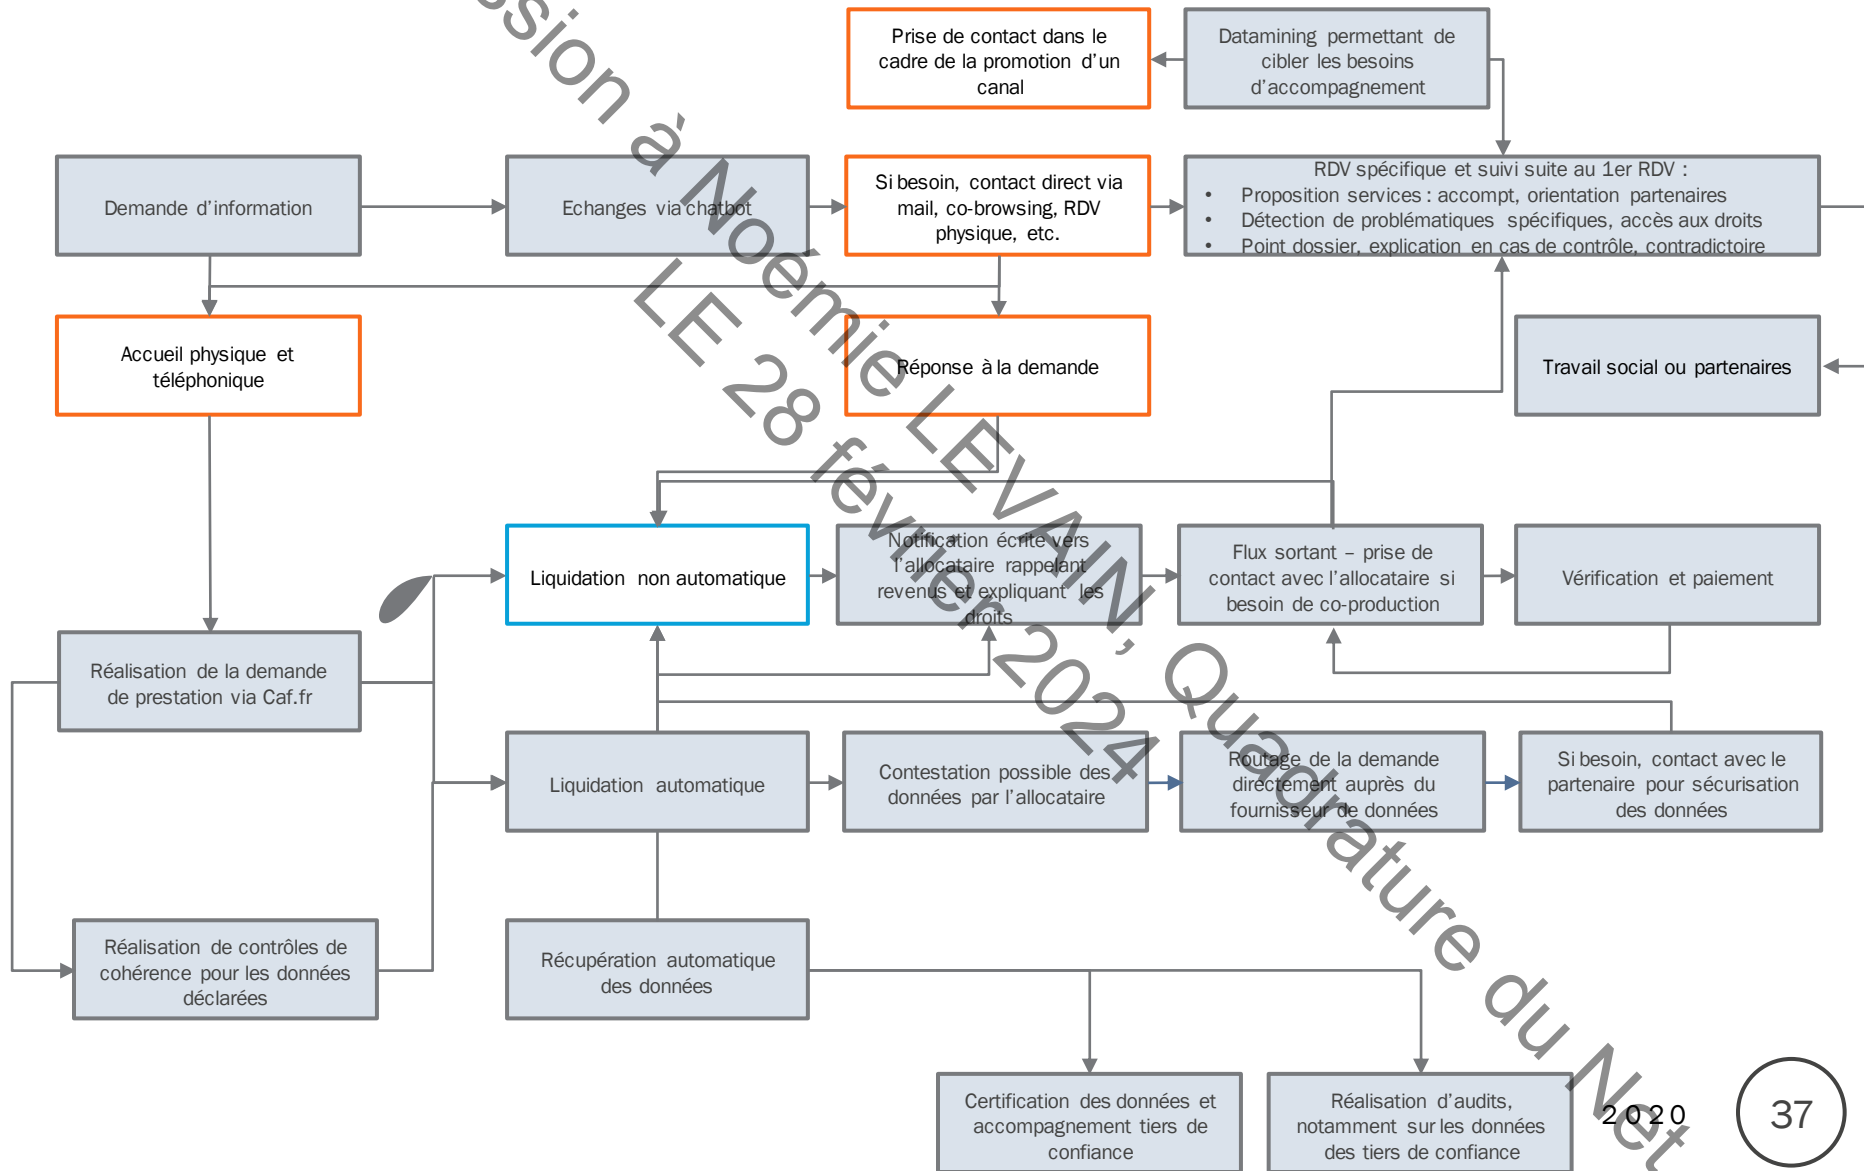 Prise de contact dans le
cadre de la promotion d'un
canal
Datamining permettant de
cibler les besoins
d'accompagnement
Demande d'information
Echanges via chatbot
Si besoin, contact direct via
mail, co-browsing, RDV
physique, etc.
RDV spécifique et suivi suite au 1er RDV :
• Proposition services : accompt, orientation partenaires
• Détection de problématiques spécifiques, accès aux droits
• Point dossier, explication en cas de contrôle, contradictoire
Accueil physique et
téléphonique
Réponse à la demande
Travail social ou partenaires
Liquidation non automatique
Notification écrite vers
l'allocataire rappelant
revenus et expliquant les
droits
Flux sortant – prise de
contact avec l'allocataire si
besoin de co-production
Vérification et paiement
Réalisation de la demande
de prestation via Caf.fr
Liquidation automatique
Contestation possible des
données par l'allocataire
Routage de la demande
directement auprès du
fournisseur de données
Si besoin, contact avec le
partenaire pour sécurisation
des données
Réalisation de contrôles de
cohérence pour les données
déclarées
Récupération automatique
des données
Certification des données et
accompagnement tiers de
confiance
Réalisation d'audits,
notamment sur les données
des tiers de confiance
2020
37
ssion à Noémie LEVAIN, Quadrature du Net
LE 28 février 2024